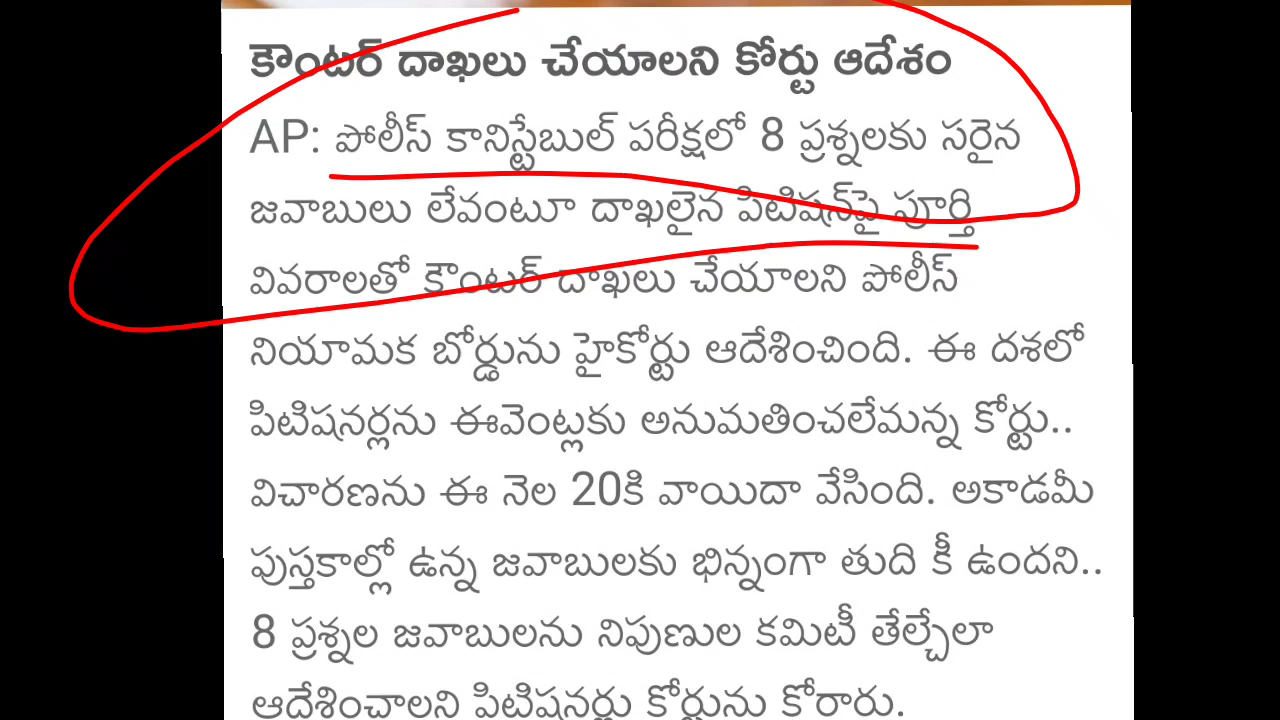 కౌంటర్ దాఖలు చేయాలని కోర్టు ఆదేశం
AP: పోలీస్ కానిస్టేబుల్ పరీక్షలో 8 ప్రశ్నలకు సరైన
జవాబులు లేవంటూ దాఖలైన పిటిషన్‌పై పూర్తి
వివరాలతో కౌంటర్ దాఖలు చేయాలని పోలీస్
నియామక బోర్డును హైకోర్టు ఆదేశించింది. ఈ దశలో
పిటిషనర్లను ఈవెంట్లకు అనుమతించలేమన్న కోర్టు..
విచారణను ఈ నెల 20కి వాయిదా వేసింది. అకాడమీ
పుస్తకాల్లో ఉన్న జవాబులకు భిన్నంగా తుది కీ ఉందని..
8 ప్రశ్నల జవాబులను నిపుణుల కమిటీ తేల్చేలా
ఆదేశించాలని పిటిషనర్లు కోర్టును కోరారు.